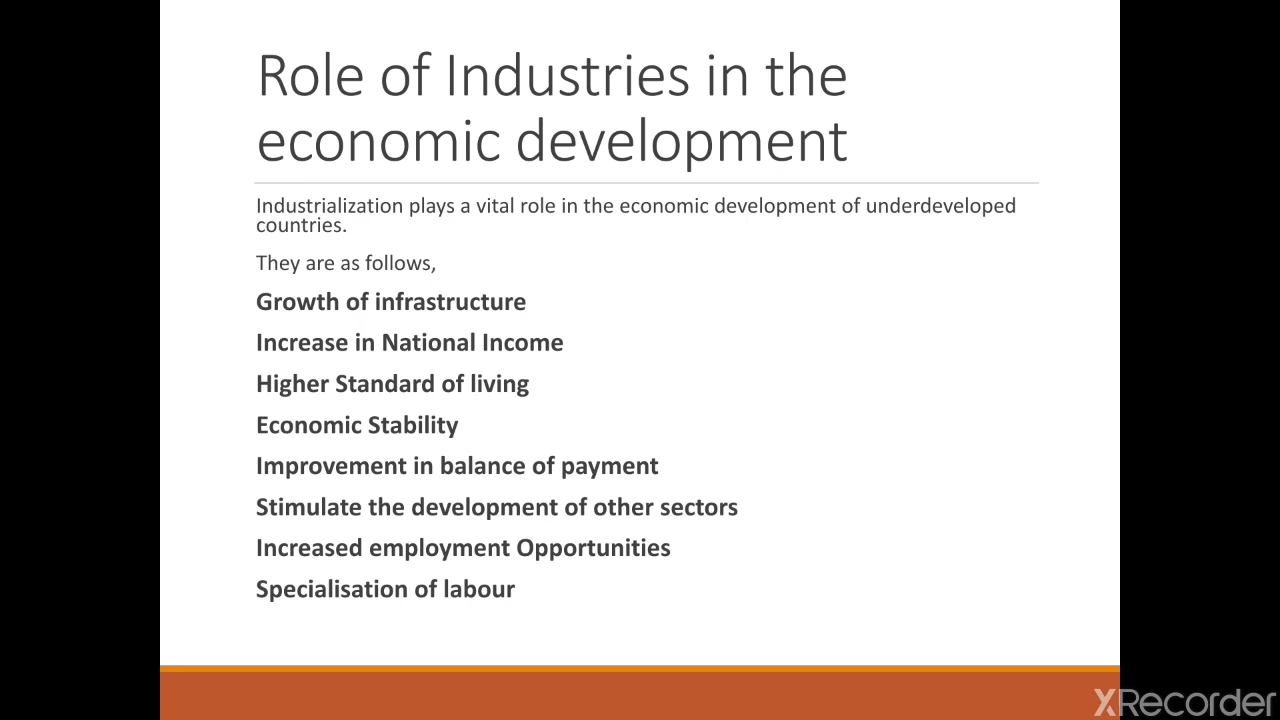 Role of Industries in the
economic development
Industrialization plays a vital role in the economic development of underdeveloped
countries.
They are as follows,
Growth of infrastructure
Increase in National Income
Higher Standard of living
Economic Stability
Improvement in balance of payment
Stimulate the development of other sectors
Increased employment Opportunities
Specialisation of labour
XRecorder